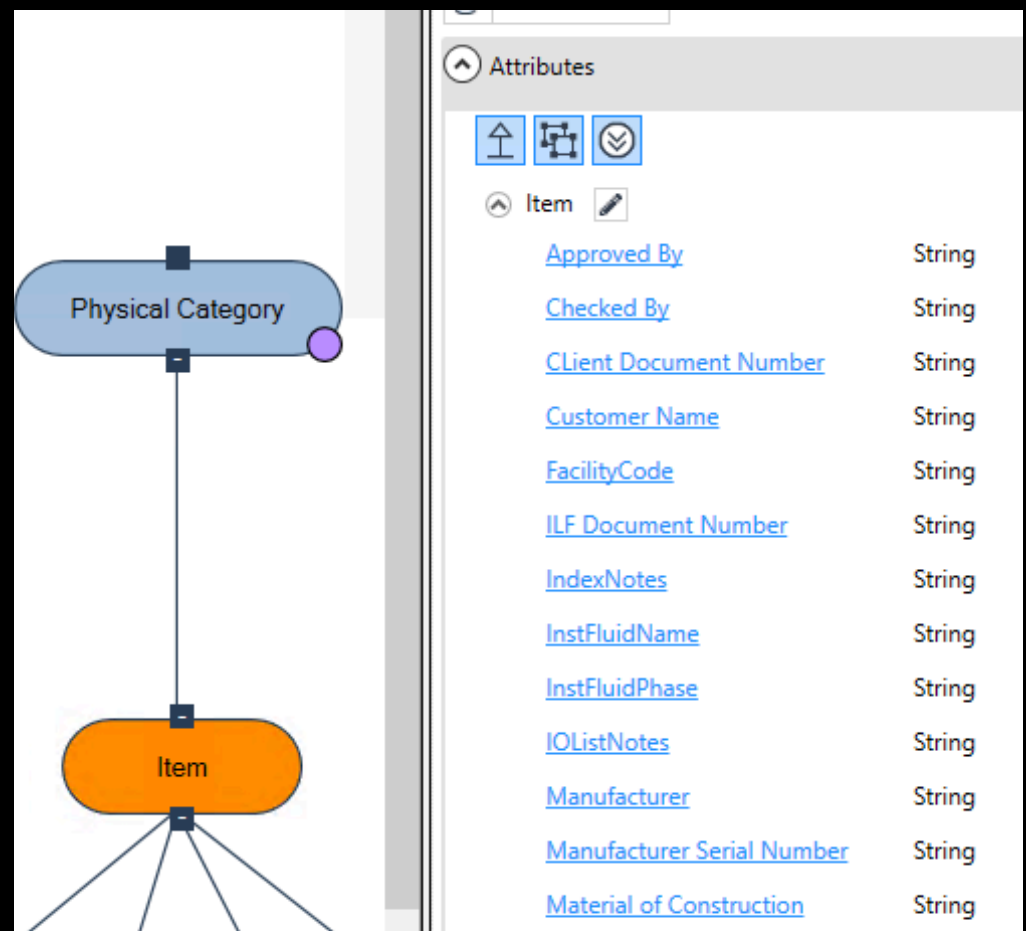 Attributes
Item
Approved By String
Checked By String
CLient Document Number String
Physical Category
Customer Name String
FacilityCode String
ILF Document Number String
IndexNotes String
InstFluidName String
InstFluidPhase String
IOListNotes String
Item
Manufacturer String
Manufacturer Serial Number String
Material of Construction String